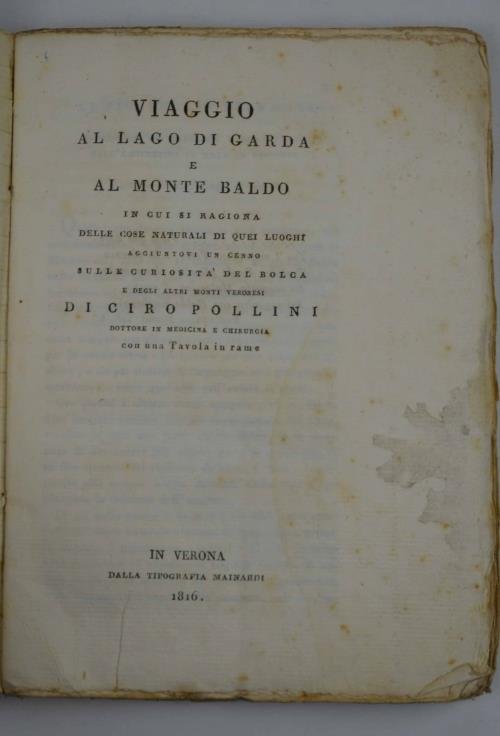 VIAGGIO
AL LAGO DI GARDA
E
AL MONTE BALDO
IN CUI SI RAGIONA
DELLE COSE NATURALI DI QUEI LUOGHI
AGGIUNTOVI UN CENNO
SULLE CURIOSITA' DEL BOLCA
E DEGLI ALTRI MONTI VERONESI
DI CIRO POLLINI
DOTTORE IN MEDICINA E CHIRURGIA
con una Tavola in rame
IN VERONA
DALLA TIPOGRAFIA MAINARDI
1816.